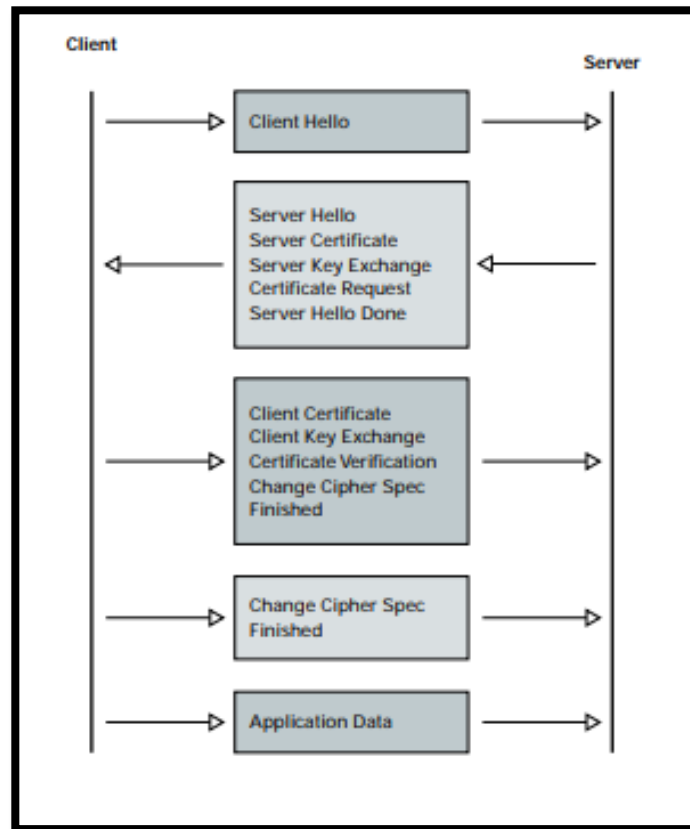 Client
Server
Client Hello
Server Hello
Server Certificate
Server Key Exchange
Certificate Request
Server Hello Done
Client Certificate
Client Key Exchange
Certificate Verification
Change Cipher Spec
Finished
Change Cipher Spec
Finished
Application Data